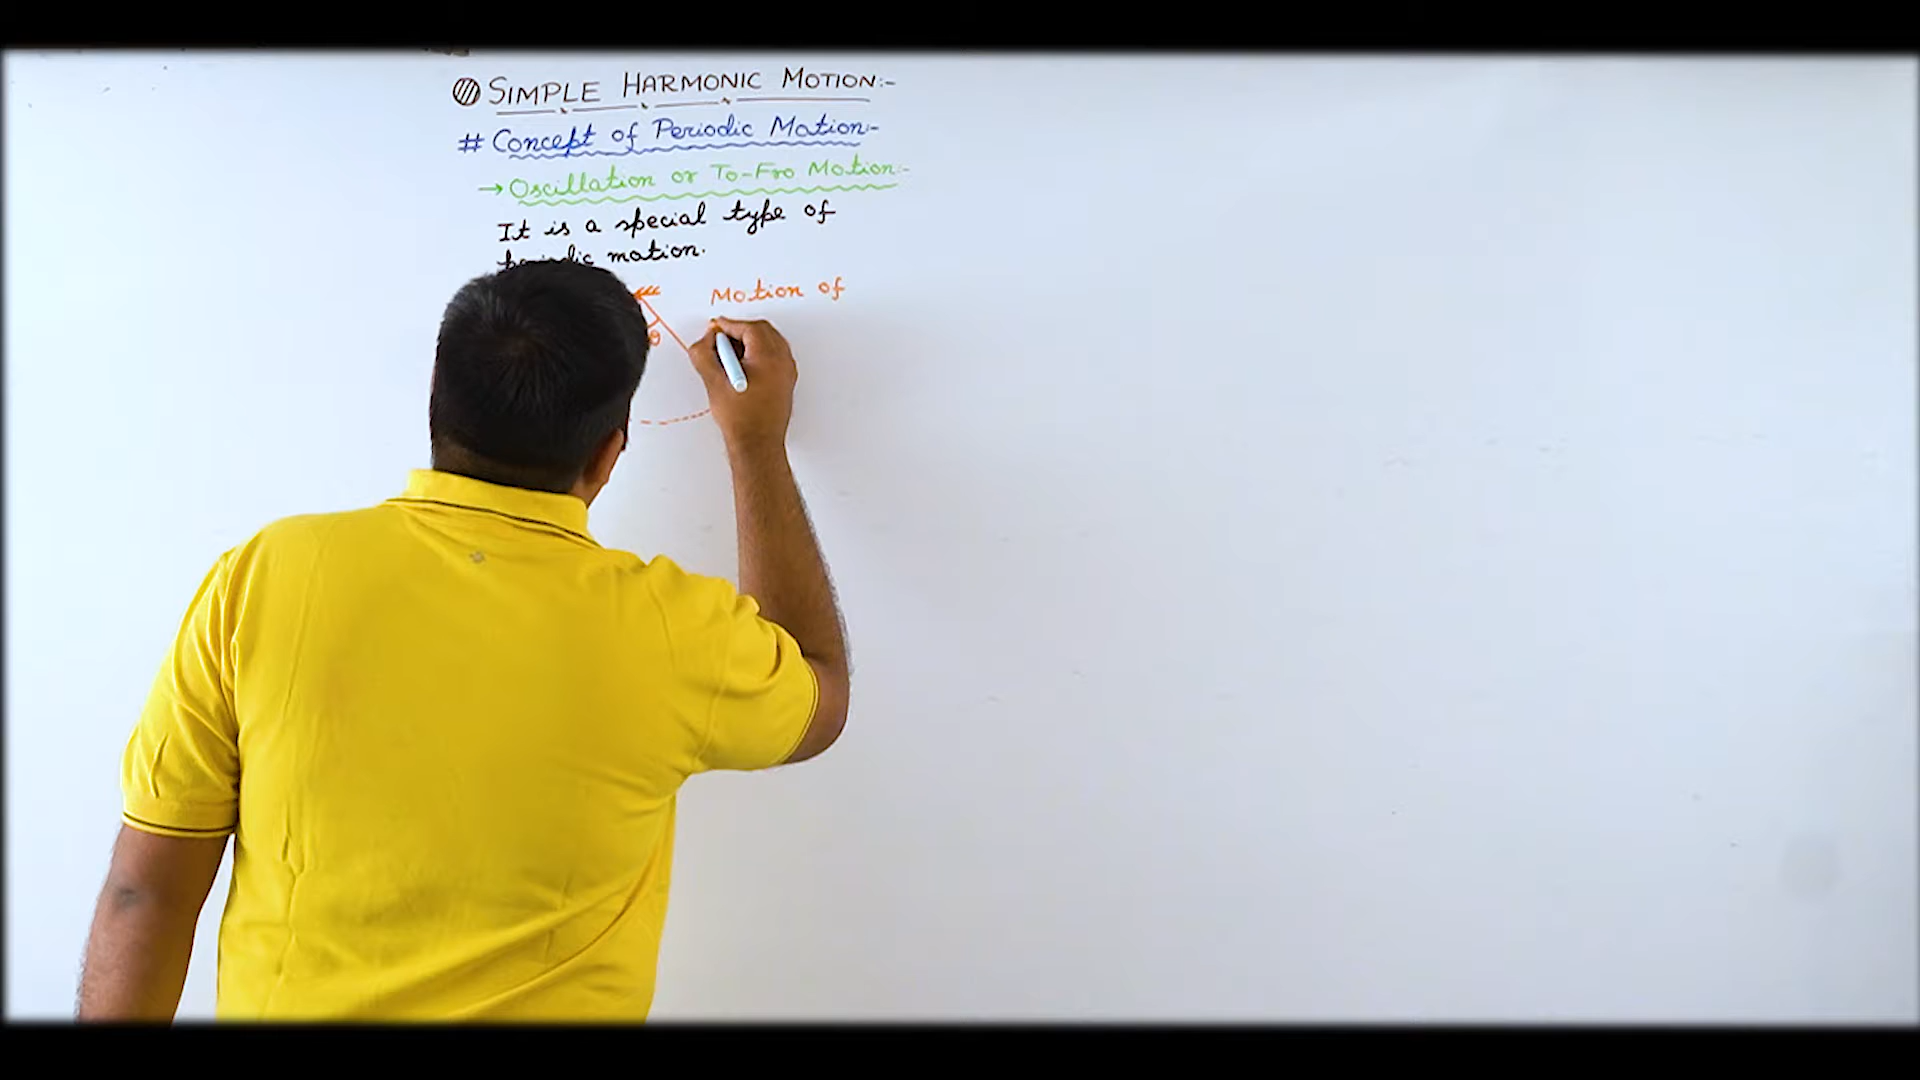 SIMPLE HARMONIC MOTION:-
# Concept of Periodic Motion:-
→ Oscillation or To-Fro Motion:-
It is a special type of
periodic motion.
Motion of
θ